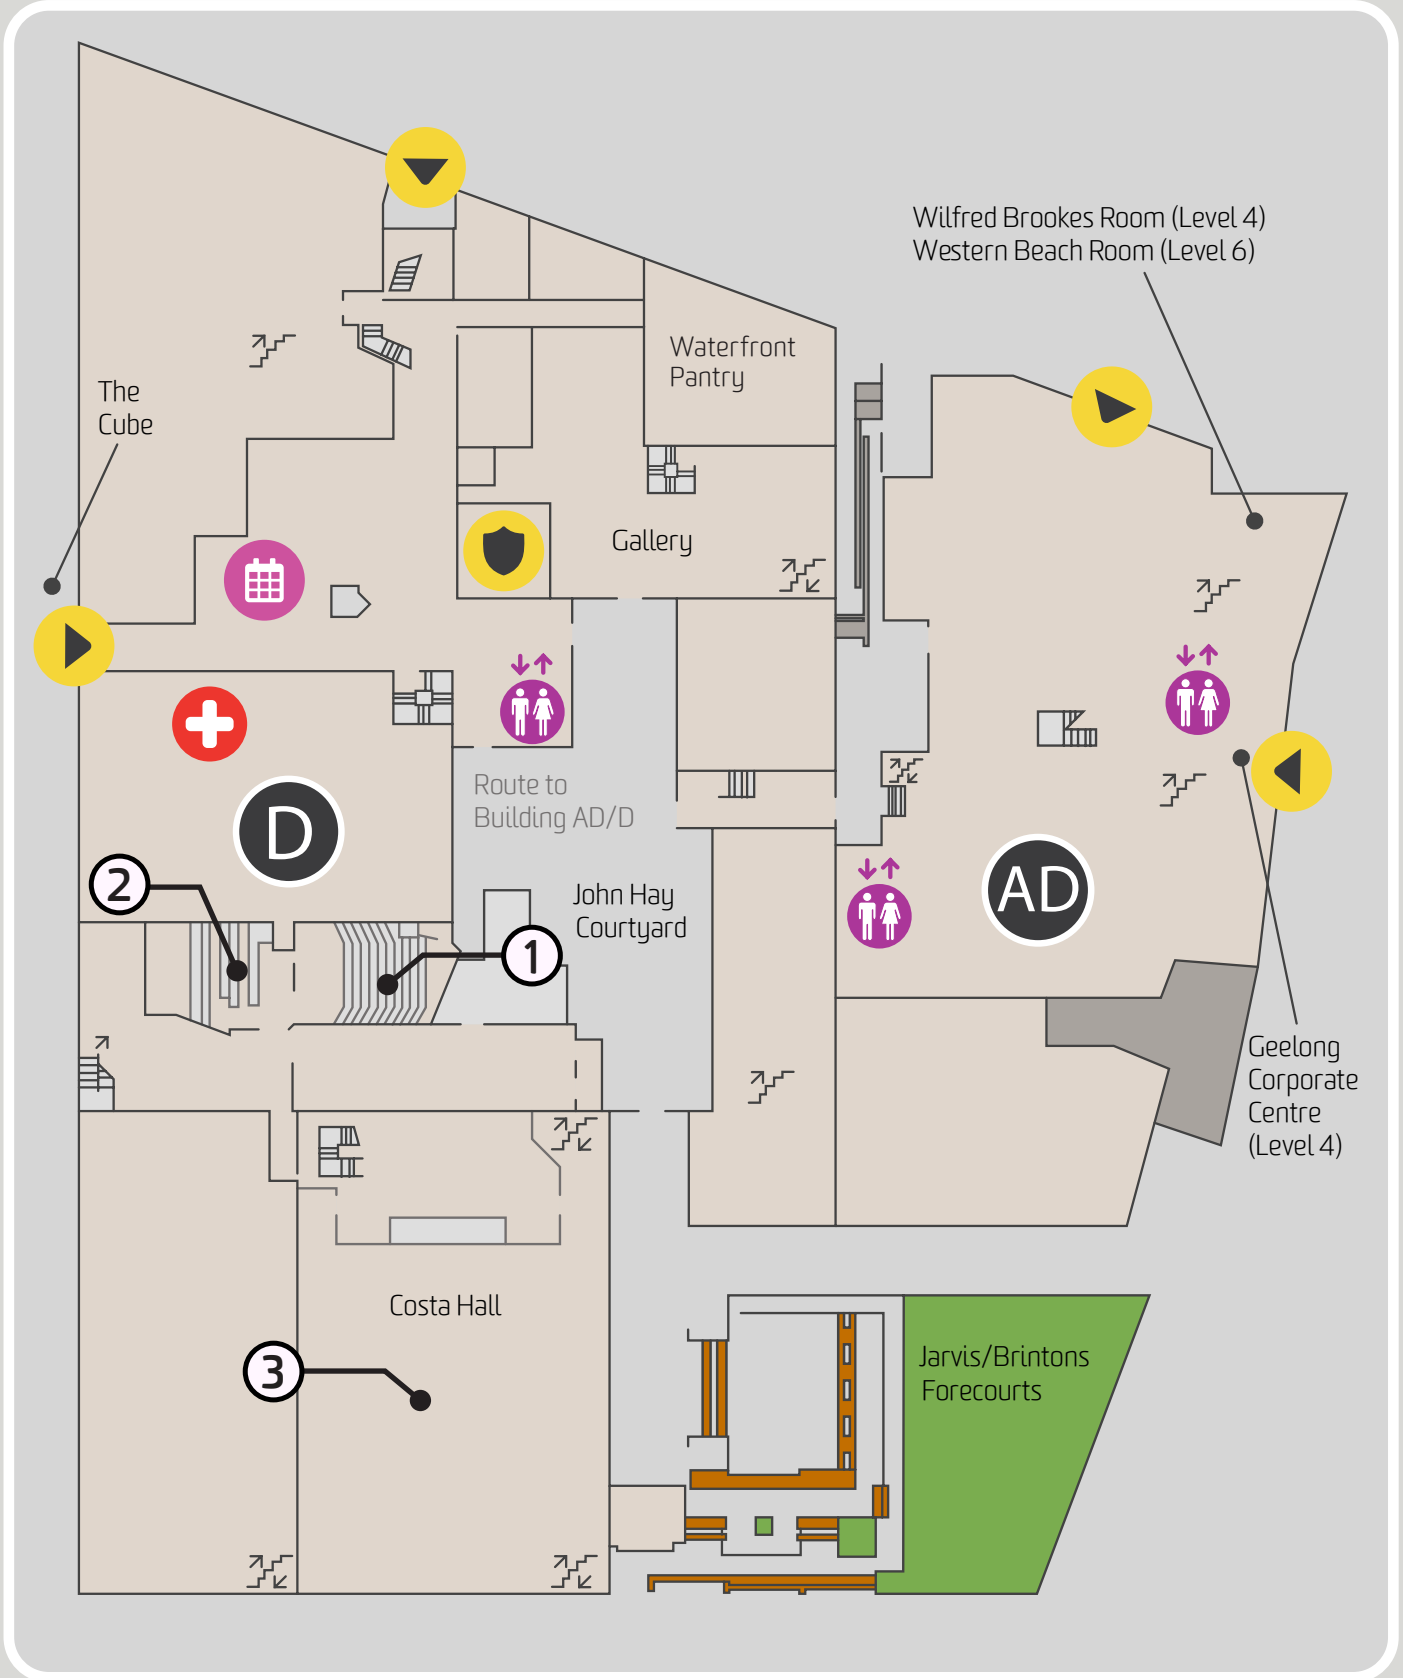 Wilfred Brookes Room (Level 4)
Western Beach Room (Level 6)
Waterfront
Pantry
The
Cube
Gallery
Route to
Building AD/D
D
2
John Hay
Courtyard
AD
1
Geelong
Corporate
Centre
(Level 4)
Costa Hall
3
Jarvis/Brintons
Forecourts